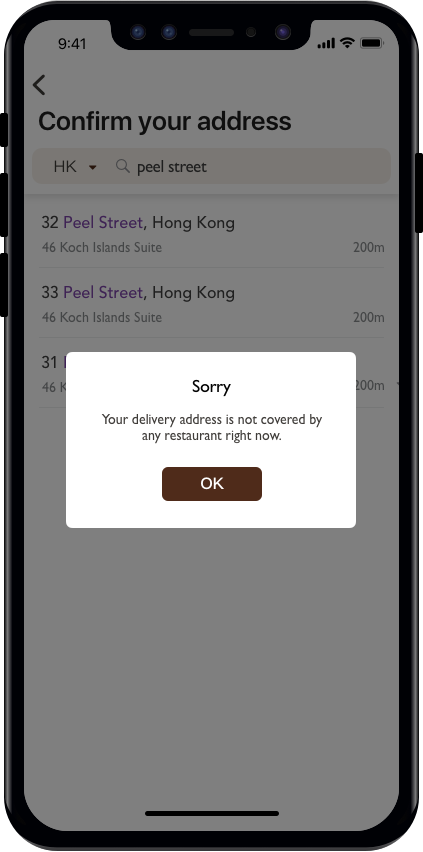 9:41
Confirm your address
HK peel street
32 Peel Street, Hong Kong
46 Koch Islands Suite 200m
33 Peel Street, Hong Kong
46 Koch Islands Suite 200m
31
46 200m
Sorry
Your delivery address is not covered by
any restaurant right now.
OK